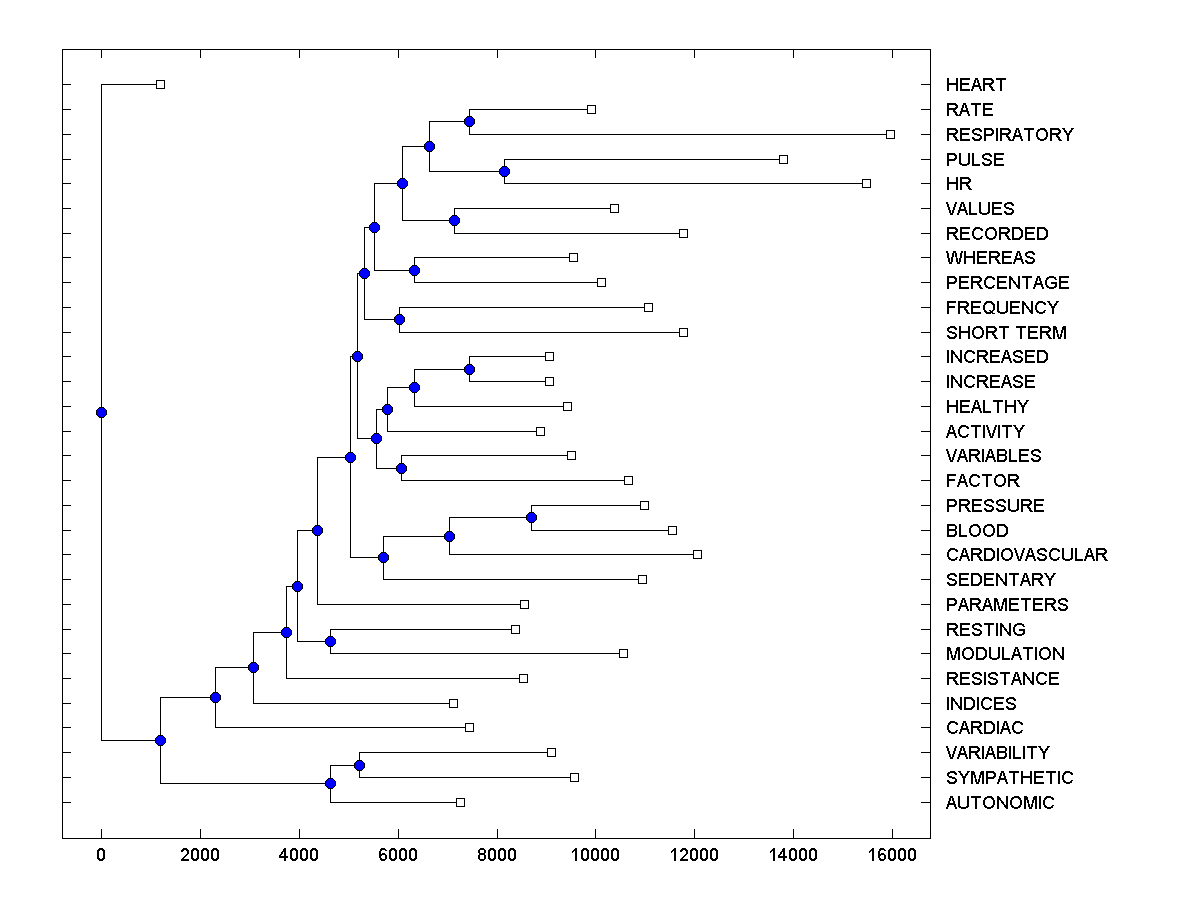 HEART
RATE
RESPIRATORY
PULSE
HR
VALUES
RECORDED
WHEREAS
PERCENTAGE
FREQUENCY
SHORT TERM
INCREASED
INCREASE
HEALTHY
ACTIVITY
VARIABLES
FACTOR
PRESSURE
BLOOD
CARDIOVASCULAR
SEDENTARY
PARAMETERS
RESTING
MODULATION
RESISTANCE
INDICES
CARDIAC
VARIABILITY
SYMPATHETIC
AUTONOMIC
0 2000 4000 6000 8000 10000 12000 14000 16000